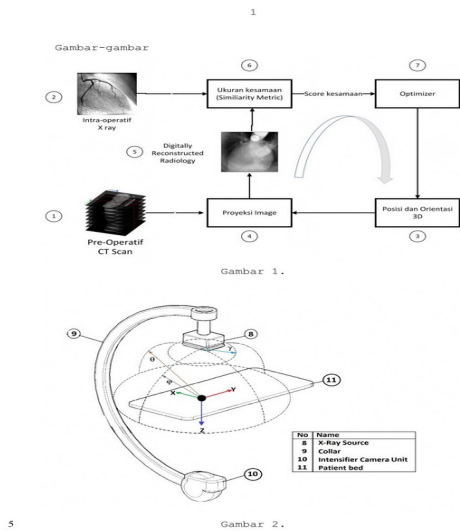 1
Gambar-gambar
6
7
2
Intra-operatif
X ray
Ukuran kesamaan
(Similiarity Metric)
Score kesamaan
Optimizer
5
Digitally
Reconstructed
Radiology
1
Pre-Operatif
CT Scan
Proyeksi Image
4
Posisi dan Orientasi
3D
3
Gambar 1.
9
8
11
X
Y
Z
10
No Name
8 X-Ray Source
9 Collar
10 Intensifier Camera Unit
11 Patient bed
5
Gambar 2.